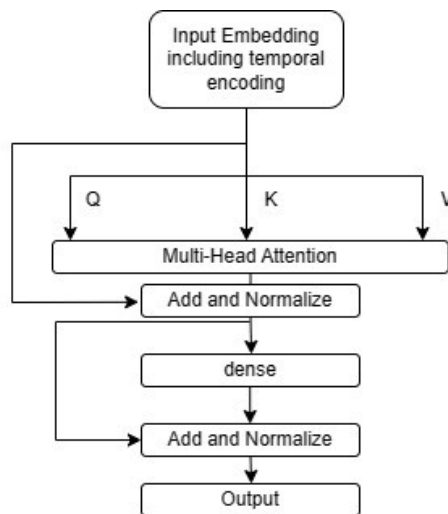 Input Embedding
including temporal
encoding
Q
K
V
Multi-Head Attention
Add and Normalize
dense
Add and Normalize
Output